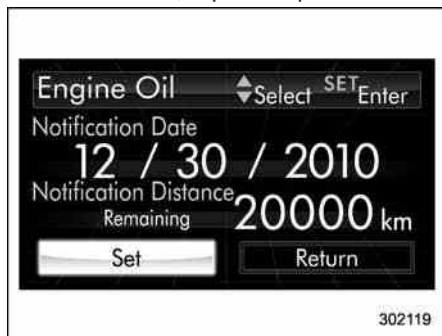 Engine Oil Select SET Enter
Notification Date
12 / 30 / 2010
Notification Distance
Remaining 20000 km
Set Return
302119